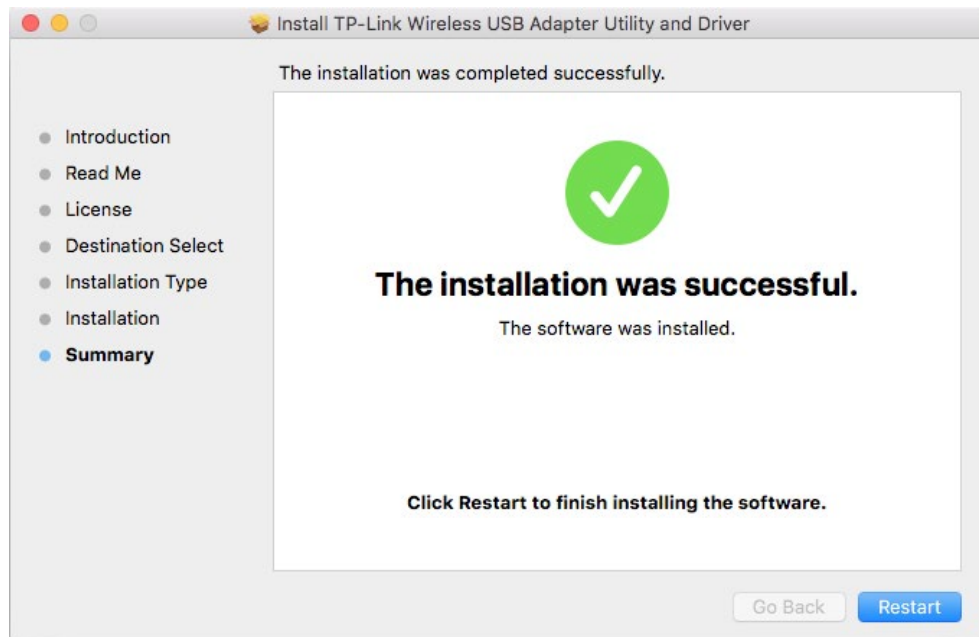 Install TP-Link Wireless USB Adapter Utility and Driver
The installation was completed successfully.
Introduction
Read Me
License
Destination Select
Installation Type
Installation
Summary
The installation was successful.
The software was installed.
Click Restart to finish installing the software.
Go Back
Restart